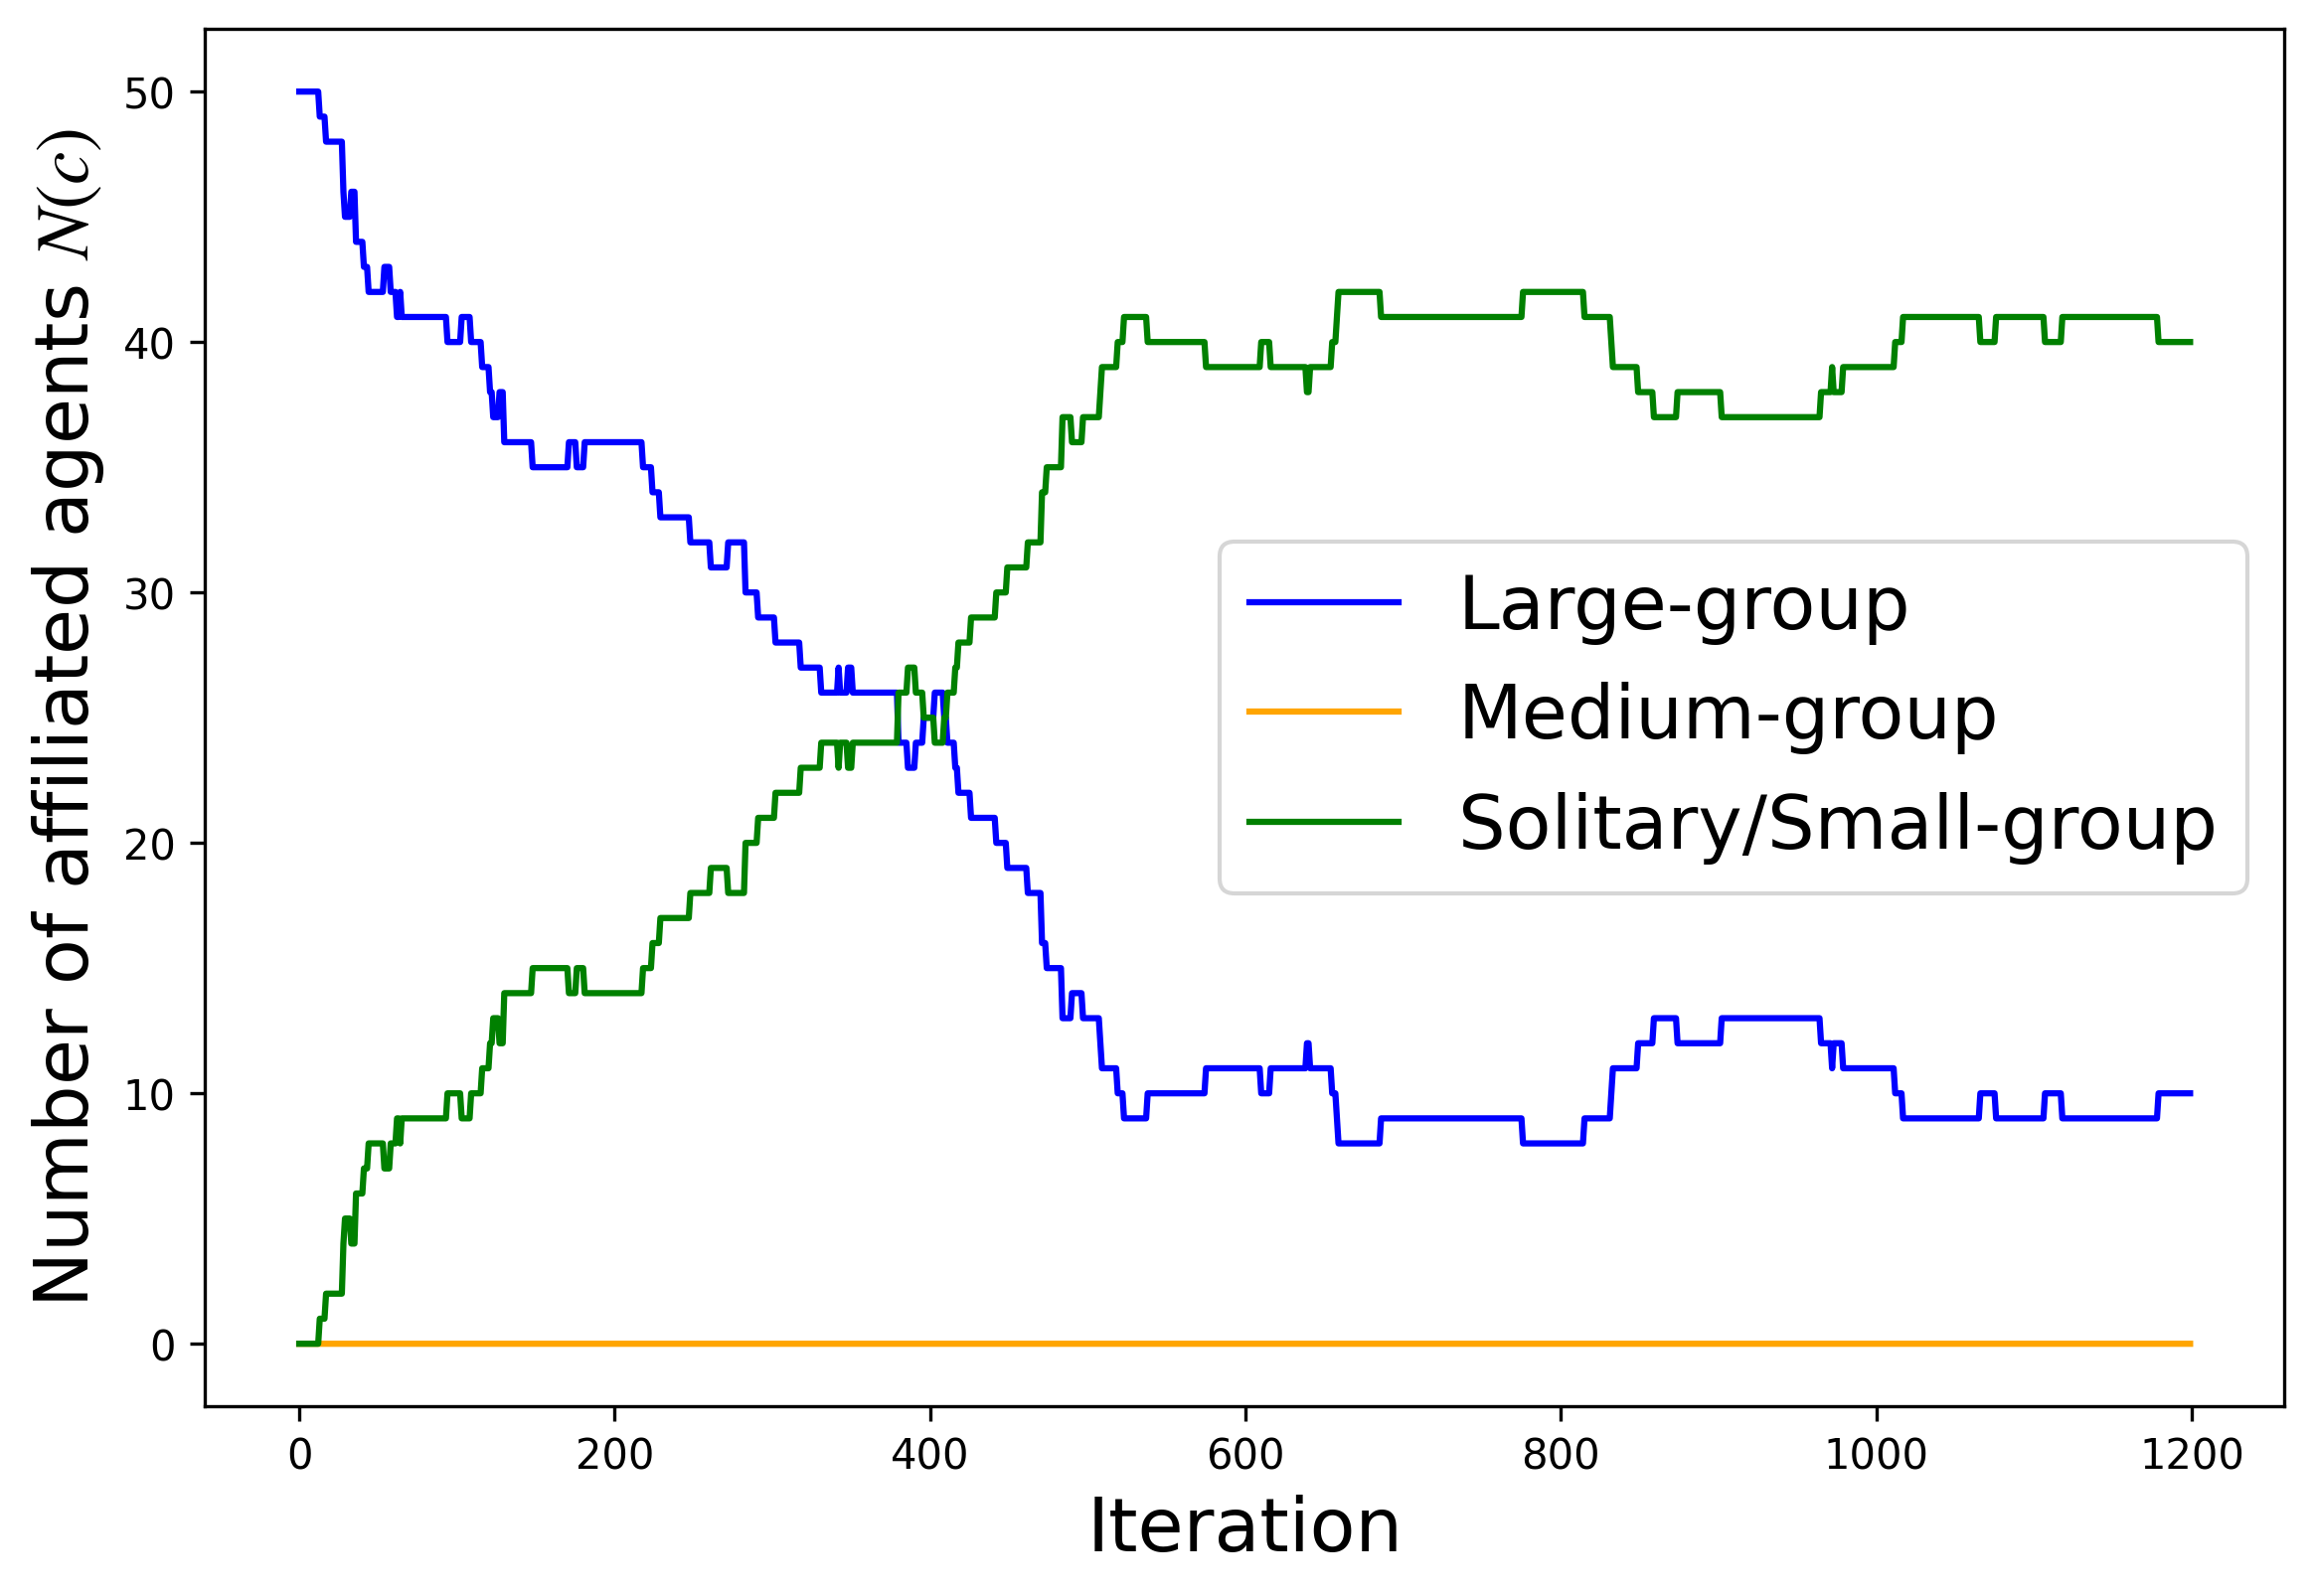 Number of affiliated agents N(c)
50
40
30
20
10
0
Large-group
Medium-group
Solitary/Small-group
0 200 400 600 800 1000 1200
Iteration